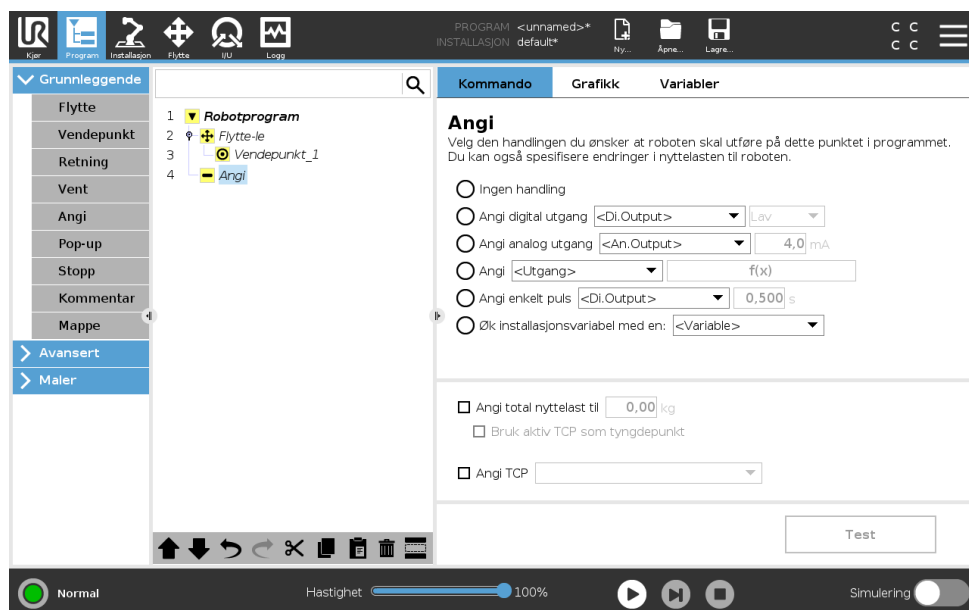 UR
Kjør
Program
Installasjon
Flytte
I/U
Logg
PROGRAM <unnamed>*
INSTALLASJON default*
Ny...
Åpne...
Lagre...
C C
C C
Grunnleggende
Flytte
Vendepunkt
Retning
Vent
Angi
Pop-up
Stopp
Kommentar
Mappe
Avansert
Maler
1 Robotprogram
2 Flytte-le
3 Vendepunkt_1
4 Angi
Kommando Grafikk Variabler
Angi
Velg den handlingen du ønsker at roboten skal utføre på dette punktet i programmet.
Du kan også spesifisere endringer i nyttelasten til roboten.
Ingen handling
Angi digital utgang <Di.Output> Lav
Angi analog utgang <An.Output> 4,0 mA
Angi <Utgang> f(x)
Angi enkelt puls <Di.Output> 0,500 s
Øk installasjonsvariabel med en: <Variable>
Angi total nyttelast til 0,00 kg
Bruk aktiv TCP som tyngdepunkt
Angi TCP
Test
Normal
Hastighet 100%
Simulering